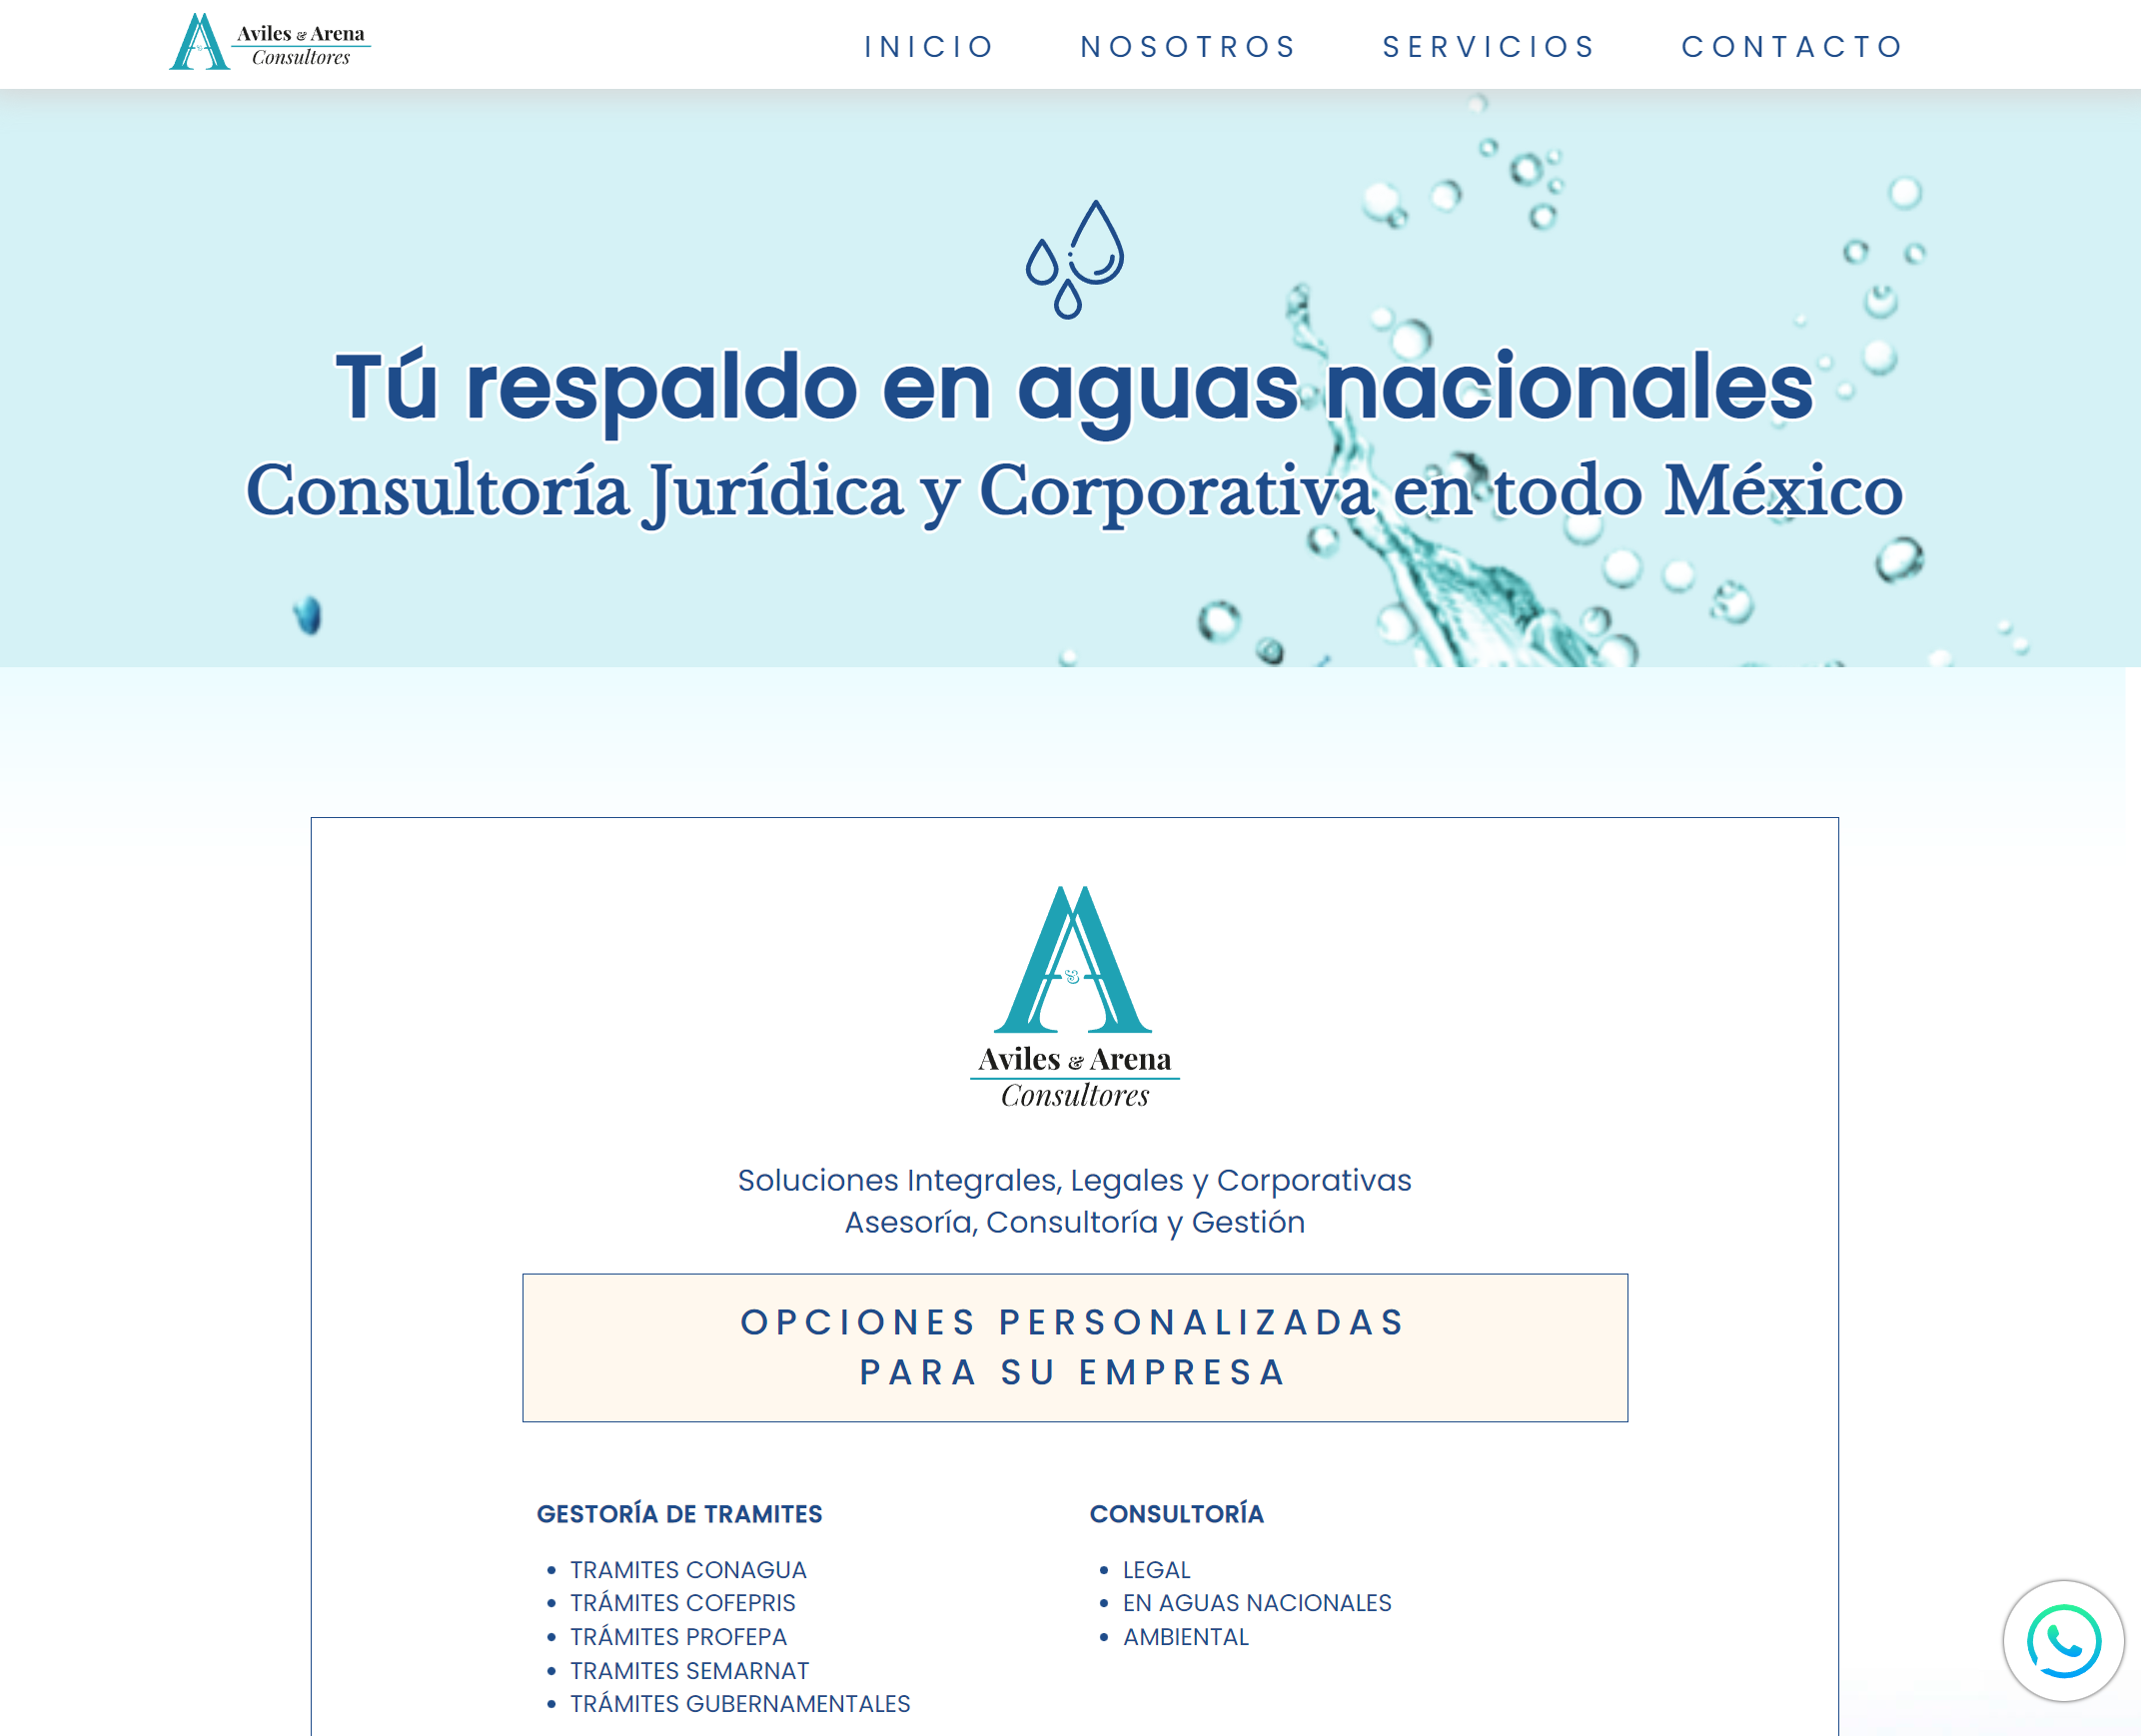 Aviles & Arena
Consultores
INICIO NOSOTROS SERVICIOS CONTACTO
Tú respaldo en aguas nacionales
Consultoría Jurídica y Corporativa en todo México
A&A
Aviles & Arena
Consultores
Soluciones Integrales, Legales y Corporativas
Asesoría, Consultoría y Gestión
OPCIONES PERSONALIZADAS
PARA SU EMPRESA
GESTORÍA DE TRAMITES
• TRAMITES CONAGUA
• TRÁMITES COFEPRIS
• TRÁMITES PROFEPA
• TRAMITES SEMARNAT
• TRÁMITES GUBERNAMENTALES
CONSULTORÍA
• LEGAL
• EN AGUAS NACIONALES
• AMBIENTAL